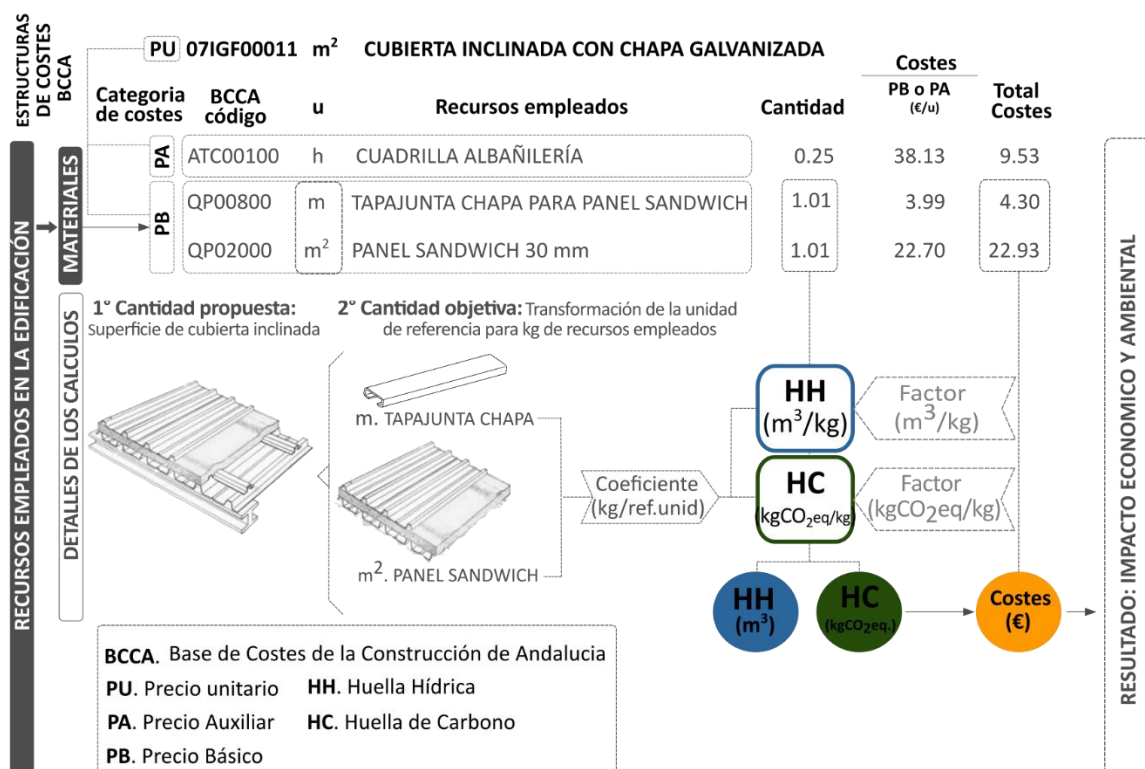 ESTRUCTURAS
DE COSTES
BCCA
PU 07IGF00011 m² CUBIERTA INCLINADA CON CHAPA GALVANIZADA
Costes
Categoria
de costes
BCCA
código
u
Recursos empleados
Cantidad
PB o PA
(€/u)
Total
Costes
PA ATC00100 h CUADRILLA ALBAÑILERÍA 0.25 38.13 9.53
PB QP00800 m TAPAJUNTA CHAPA PARA PANEL SANDWICH 1.01 3.99 4.30
QP02000 m² PANEL SANDWICH 30 mm 1.01 22.70 22.93
MATERIALES
RECURSOS EMPLEADOS EN LA EDIFICACIÓN
DETALLES DE LOS CALCULOS
1° Cantidad propuesta:
Superficie de cubierta inclinada
2° Cantidad objetiva: Transformación de la unidad
de referencia para kg de recursos empleados
m. TAPAJUNTA CHAPA
m². PANEL SANDWICH
Coeficiente
(kg/ref.unid)
HH
(m³/kg)
Factor
(m³/kg)
HC
(kgCO₂eq/kg)
Factor
(kgCO₂eq/kg)
HH
(m³)
HC
(kgCO₂eq.)
Costes
(€)
RESULTADO: IMPACTO ECONOMICO Y AMBIENTAL
BCCA. Base de Costes de la Construcción de Andalucia
PU. Precio unitario HH. Huella Hídrica
PA. Precio Auxiliar HC. Huella de Carbono
PB. Precio Básico